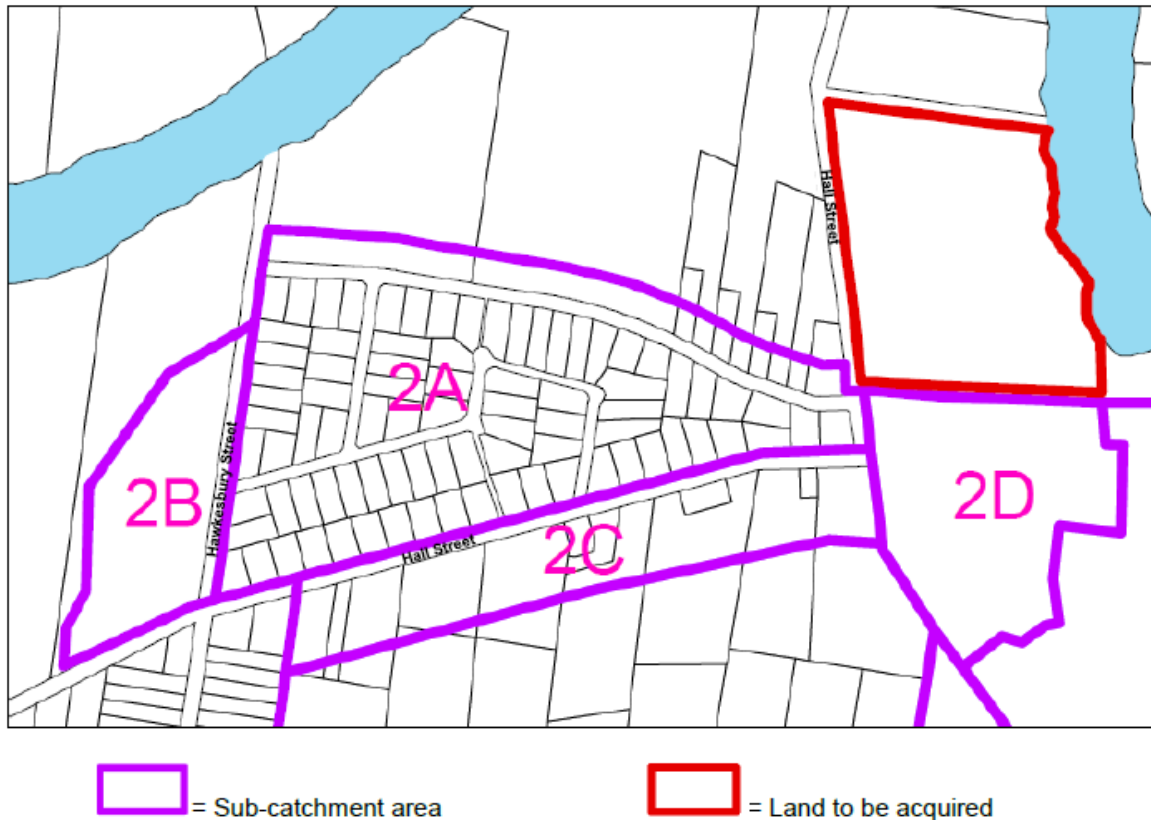 Hall Street
2A
2B
Hawkesbury Street
2D
Hall Street
2C
= Sub-catchment area
= Land to be acquired